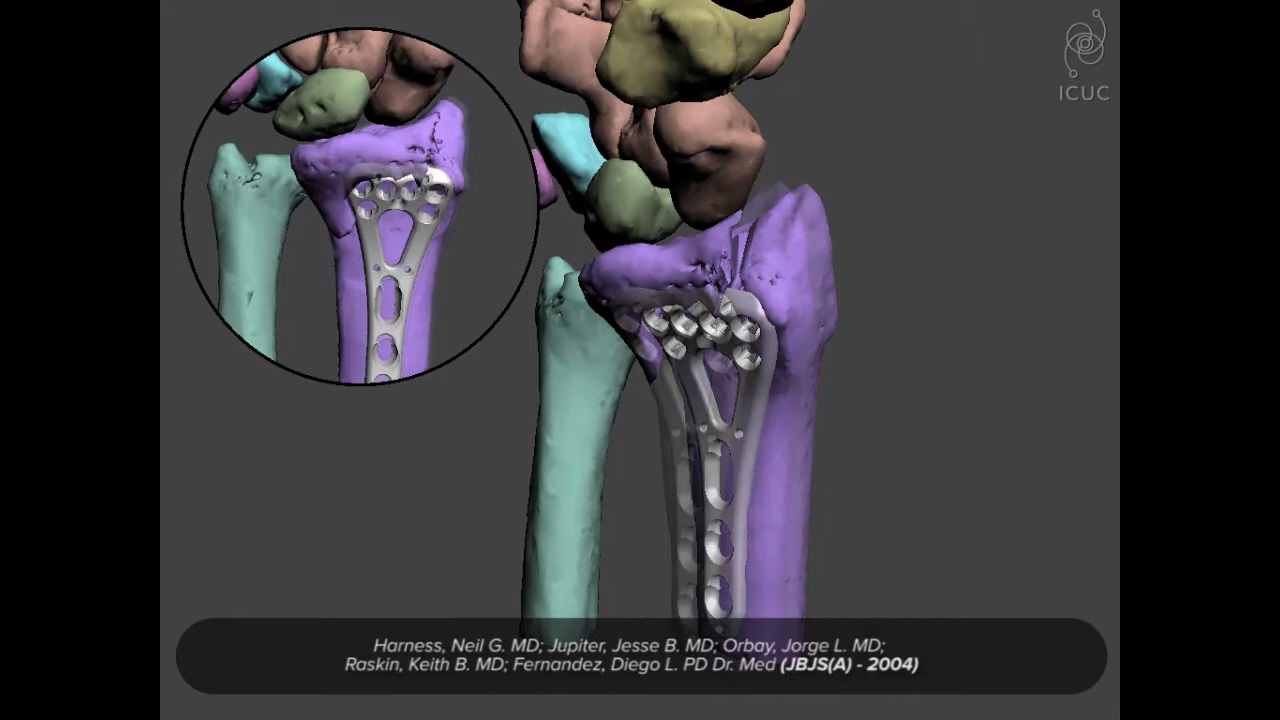 ICUC
Harness, Neil G. MD; Jupiter, Jesse B. MD; Orbay, Jorge L. MD;
Raskin, Keith B. MD; Fernandez, Diego L. PD Dr. Med (JBJS(A) - 2004)